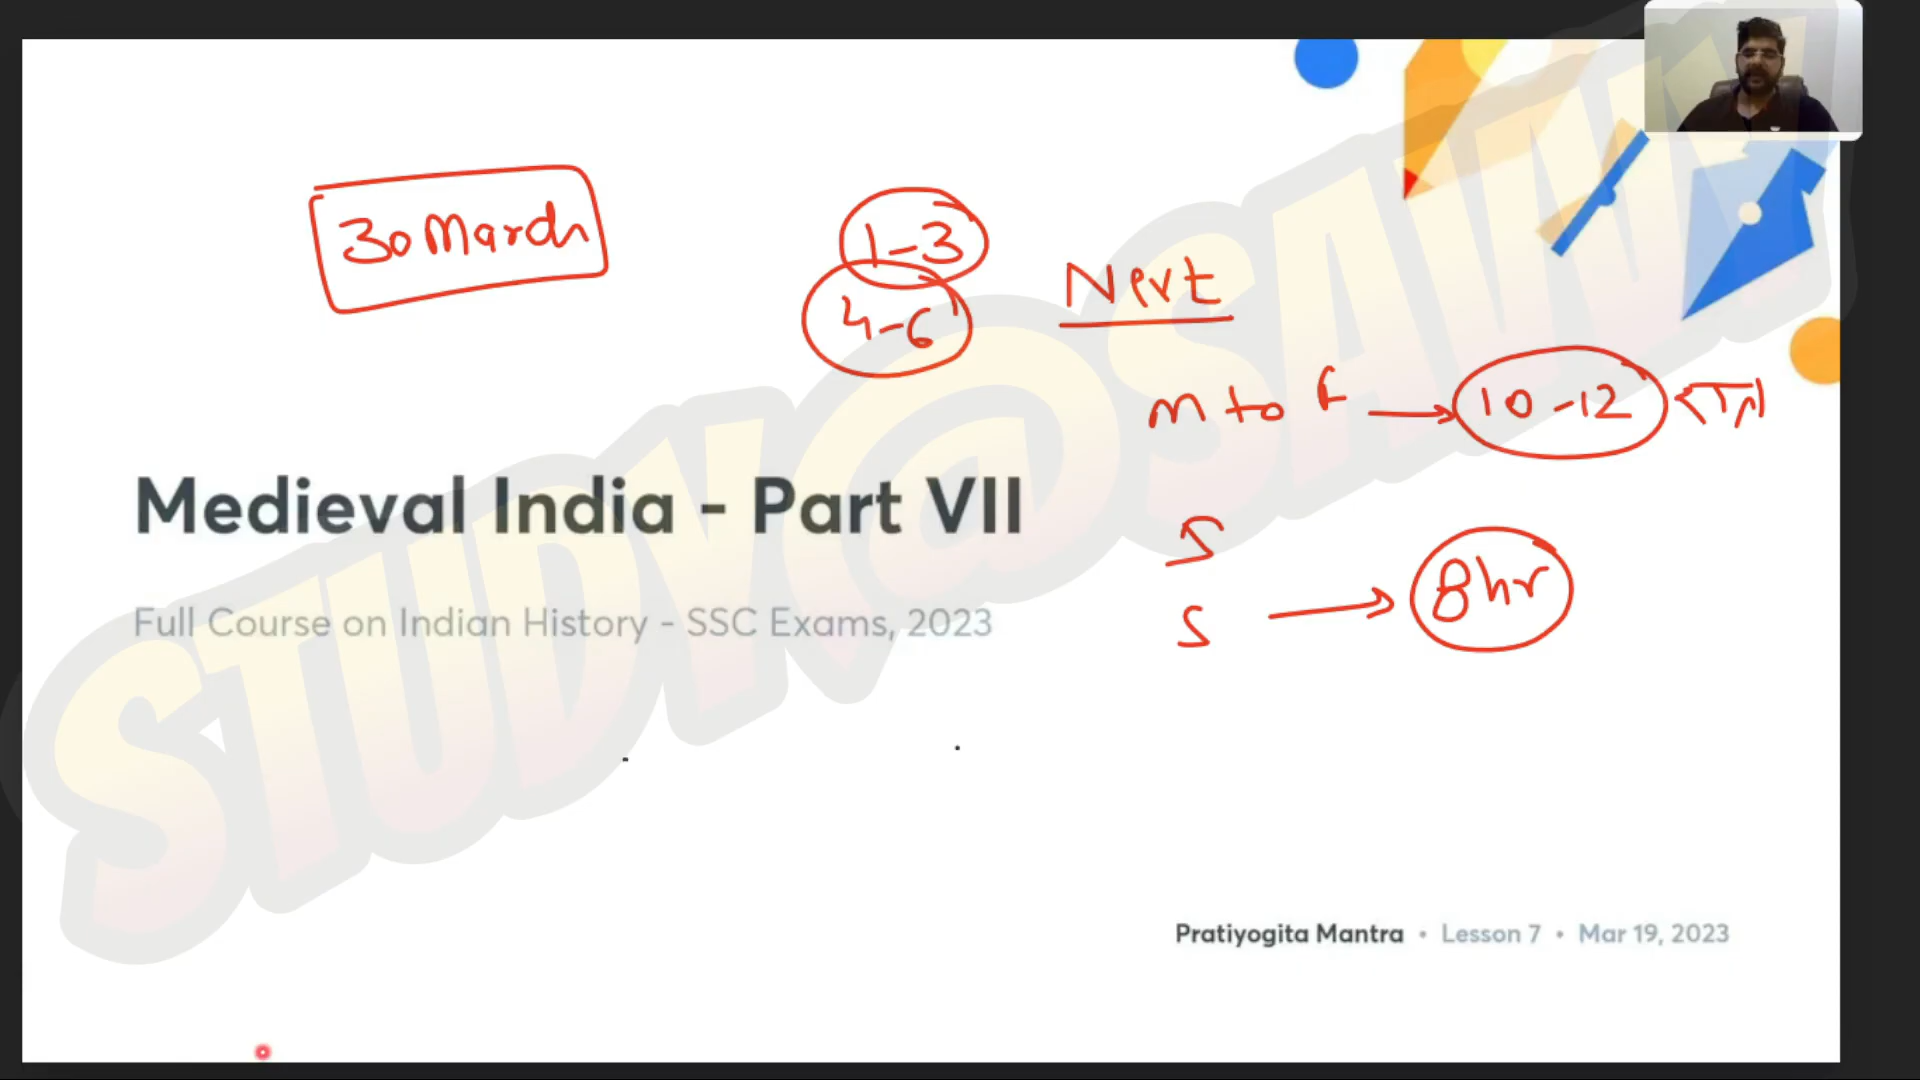 30 March
1-3
4-6
Next
M to F → 10-12
S
S → 8hr
Medieval India - Part VII
Full Course on Indian History - SSC Exams, 2023
STUDY@SAVVY
Pratiyogita Mantra • Lesson 7 • Mar 19, 2023